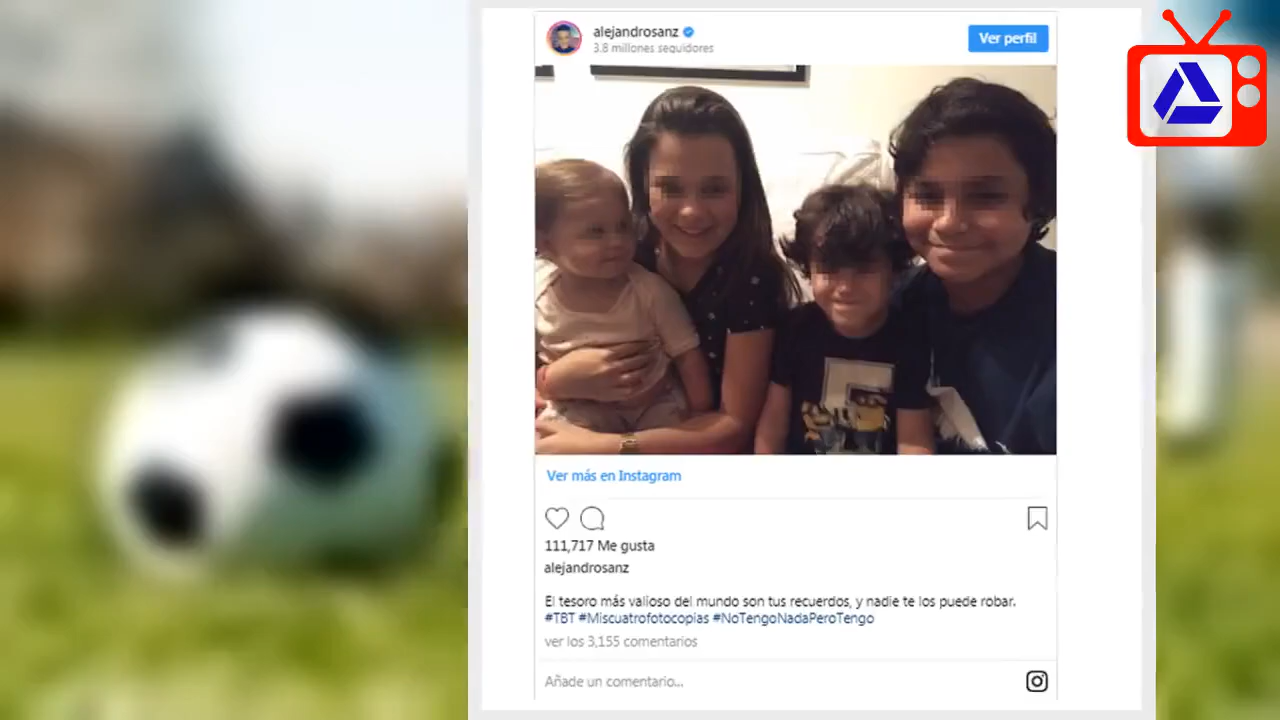 alejandrosanz
3.8 millones seguidores
Ver perfil
Ver más en Instagram
111,717 Me gusta
alejandrosanz
El tesoro más valioso del mundo son tus recuerdos, y nadie te los puede robar.
#TBT #Miscuatrofotocopias #NoTengoNadaPeroTengo
ver los 3,155 comentarios
Añade un comentario...